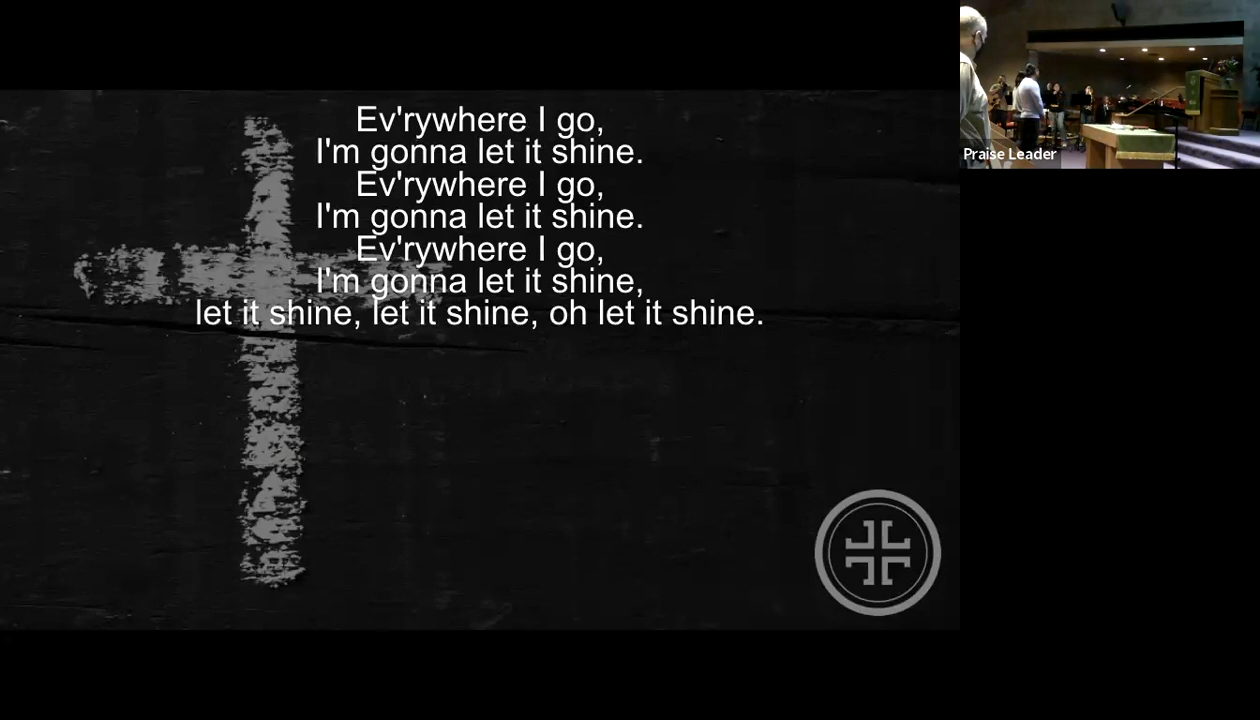 Ev'rywhere I go,
I'm gonna let it shine.
Ev'rywhere I go,
I'm gonna let it shine.
Ev'rywhere I go,
I'm gonna let it shine,
let it shine, let it shine, oh let it shine.
Praise Leader